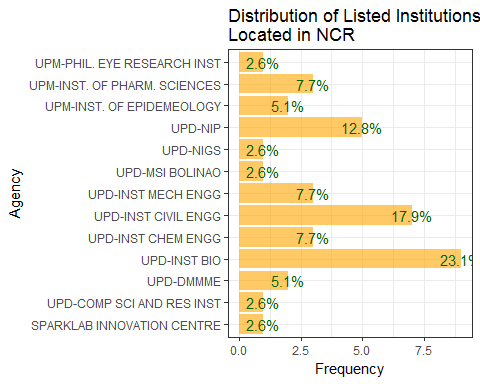 Distribution of Listed Institutions
Located in NCR
UPM-PHIL. EYE RESEARCH INST 2.6%
UPM-INST. OF PHARM. SCIENCES 7.7%
UPM-INST. OF EPIDEMEOLOGY 5.1%
UPD-NIP 12.8%
UPD-NIGS 2.6%
UPD-MSI BOLINAO 2.6%
UPD-INST MECH ENGG 7.7%
UPD-INST CIVIL ENGG 17.9%
UPD-INST CHEM ENGG 7.7%
UPD-INST BIO 23.1%
UPD-DMMME 5.1%
UPD-COMP SCI AND RES INST 2.6%
SPARKLAB INNOVATION CENTRE 2.6%
Agency
0.0 2.5 5.0 7.5
Frequency